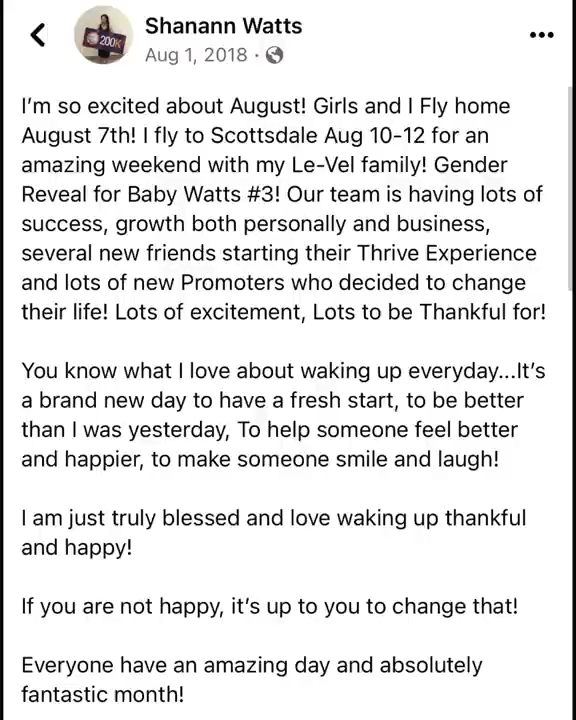 Shanann Watts
Aug 1, 2018 ·
200K
I'm so excited about August! Girls and I Fly home
August 7th! I fly to Scottsdale Aug 10-12 for an
amazing weekend with my Le-Vel family! Gender
Reveal for Baby Watts #3! Our team is having lots of
success, growth both personally and business,
several new friends starting their Thrive Experience
and lots of new Promoters who decided to change
their life! Lots of excitement, Lots to be Thankful for!
You know what I love about waking up everyday...It's
a brand new day to have a fresh start, to be better
than I was yesterday, To help someone feel better
and happier, to make someone smile and laugh!
I am just truly blessed and love waking up thankful
and happy!
If you are not happy, it's up to you to change that!
Everyone have an amazing day and absolutely
fantastic month!